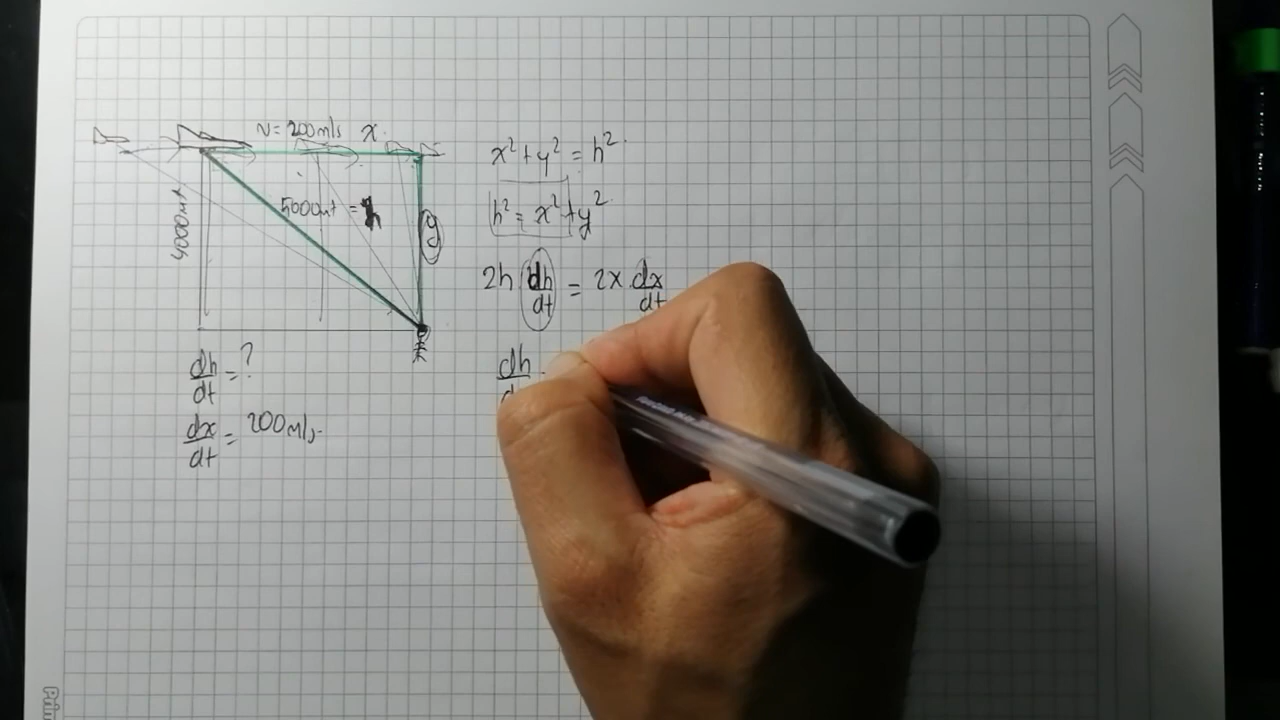 v = 200m/s x
5000mt = h
4000mt
y
dh/dt = ?
dx/dt = 200m/s.
x² + y² = h²
h² = x² + y²
2h dh/dt = 2x dx/dt
dh